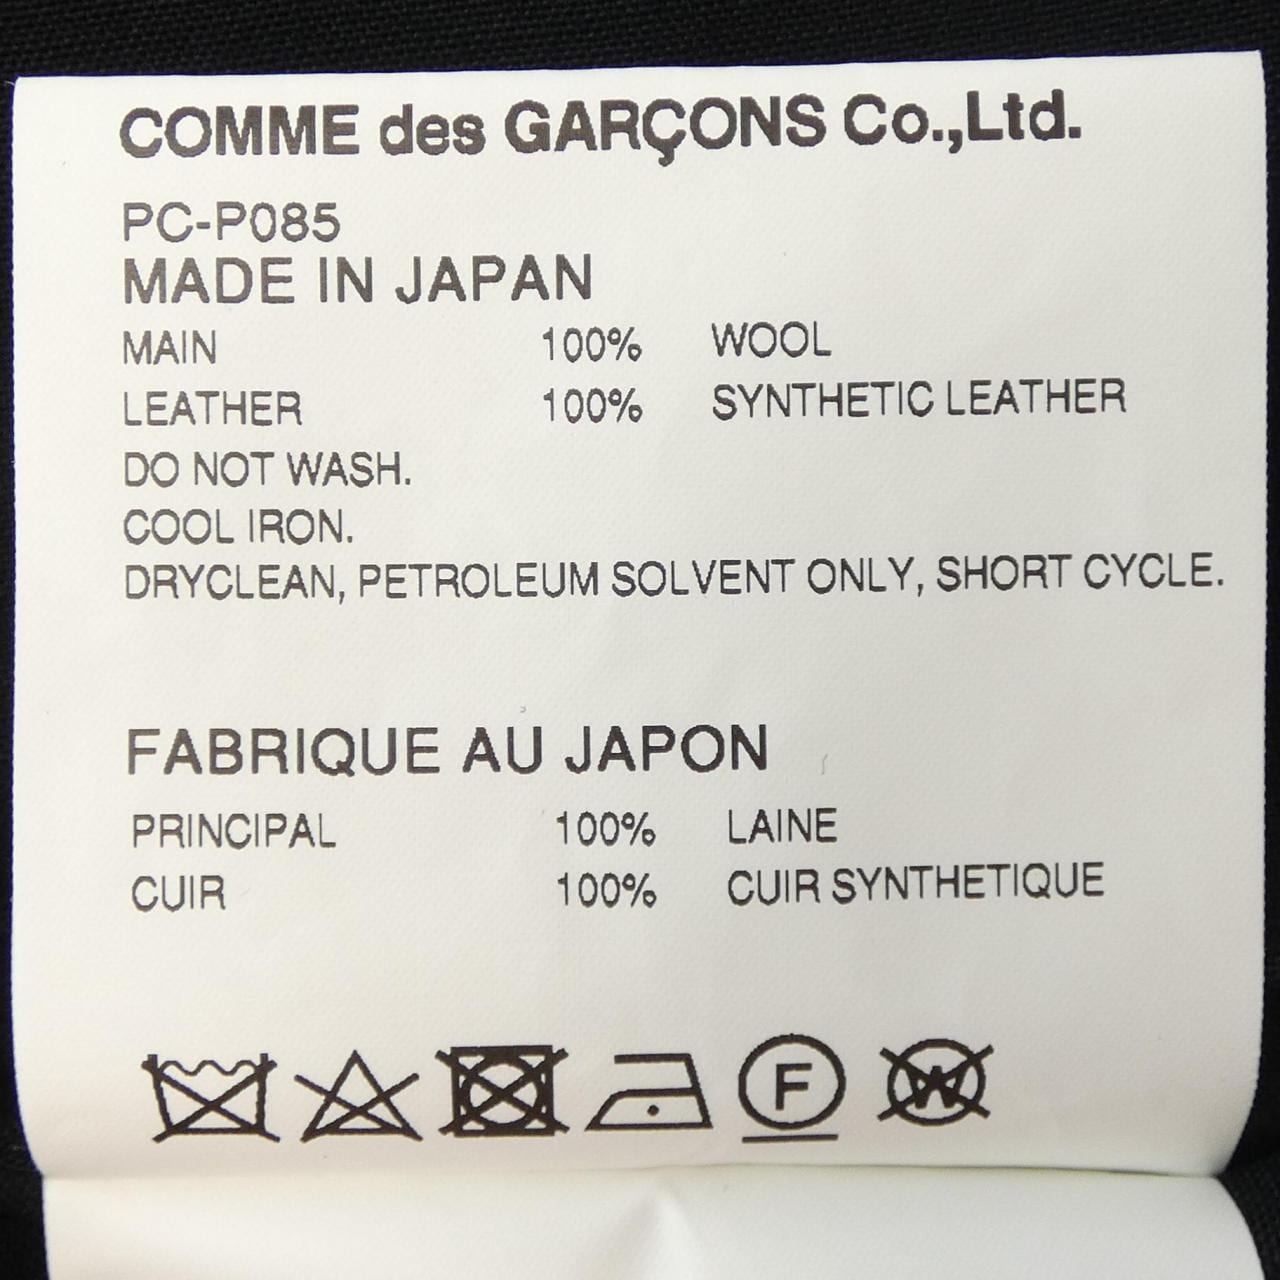 COMME des GARÇONS Co.,Ltd.
PC-P085
MADE IN JAPAN
MAIN 100% WOOL
LEATHER 100% SYNTHETIC LEATHER
DO NOT WASH.
COOL IRON.
DRYCLEAN, PETROLEUM SOLVENT ONLY, SHORT CYCLE.
FABRIQUE AU JAPON
PRINCIPAL 100% LAINE
CUIR 100% CUIR SYNTHETIQUE
F W